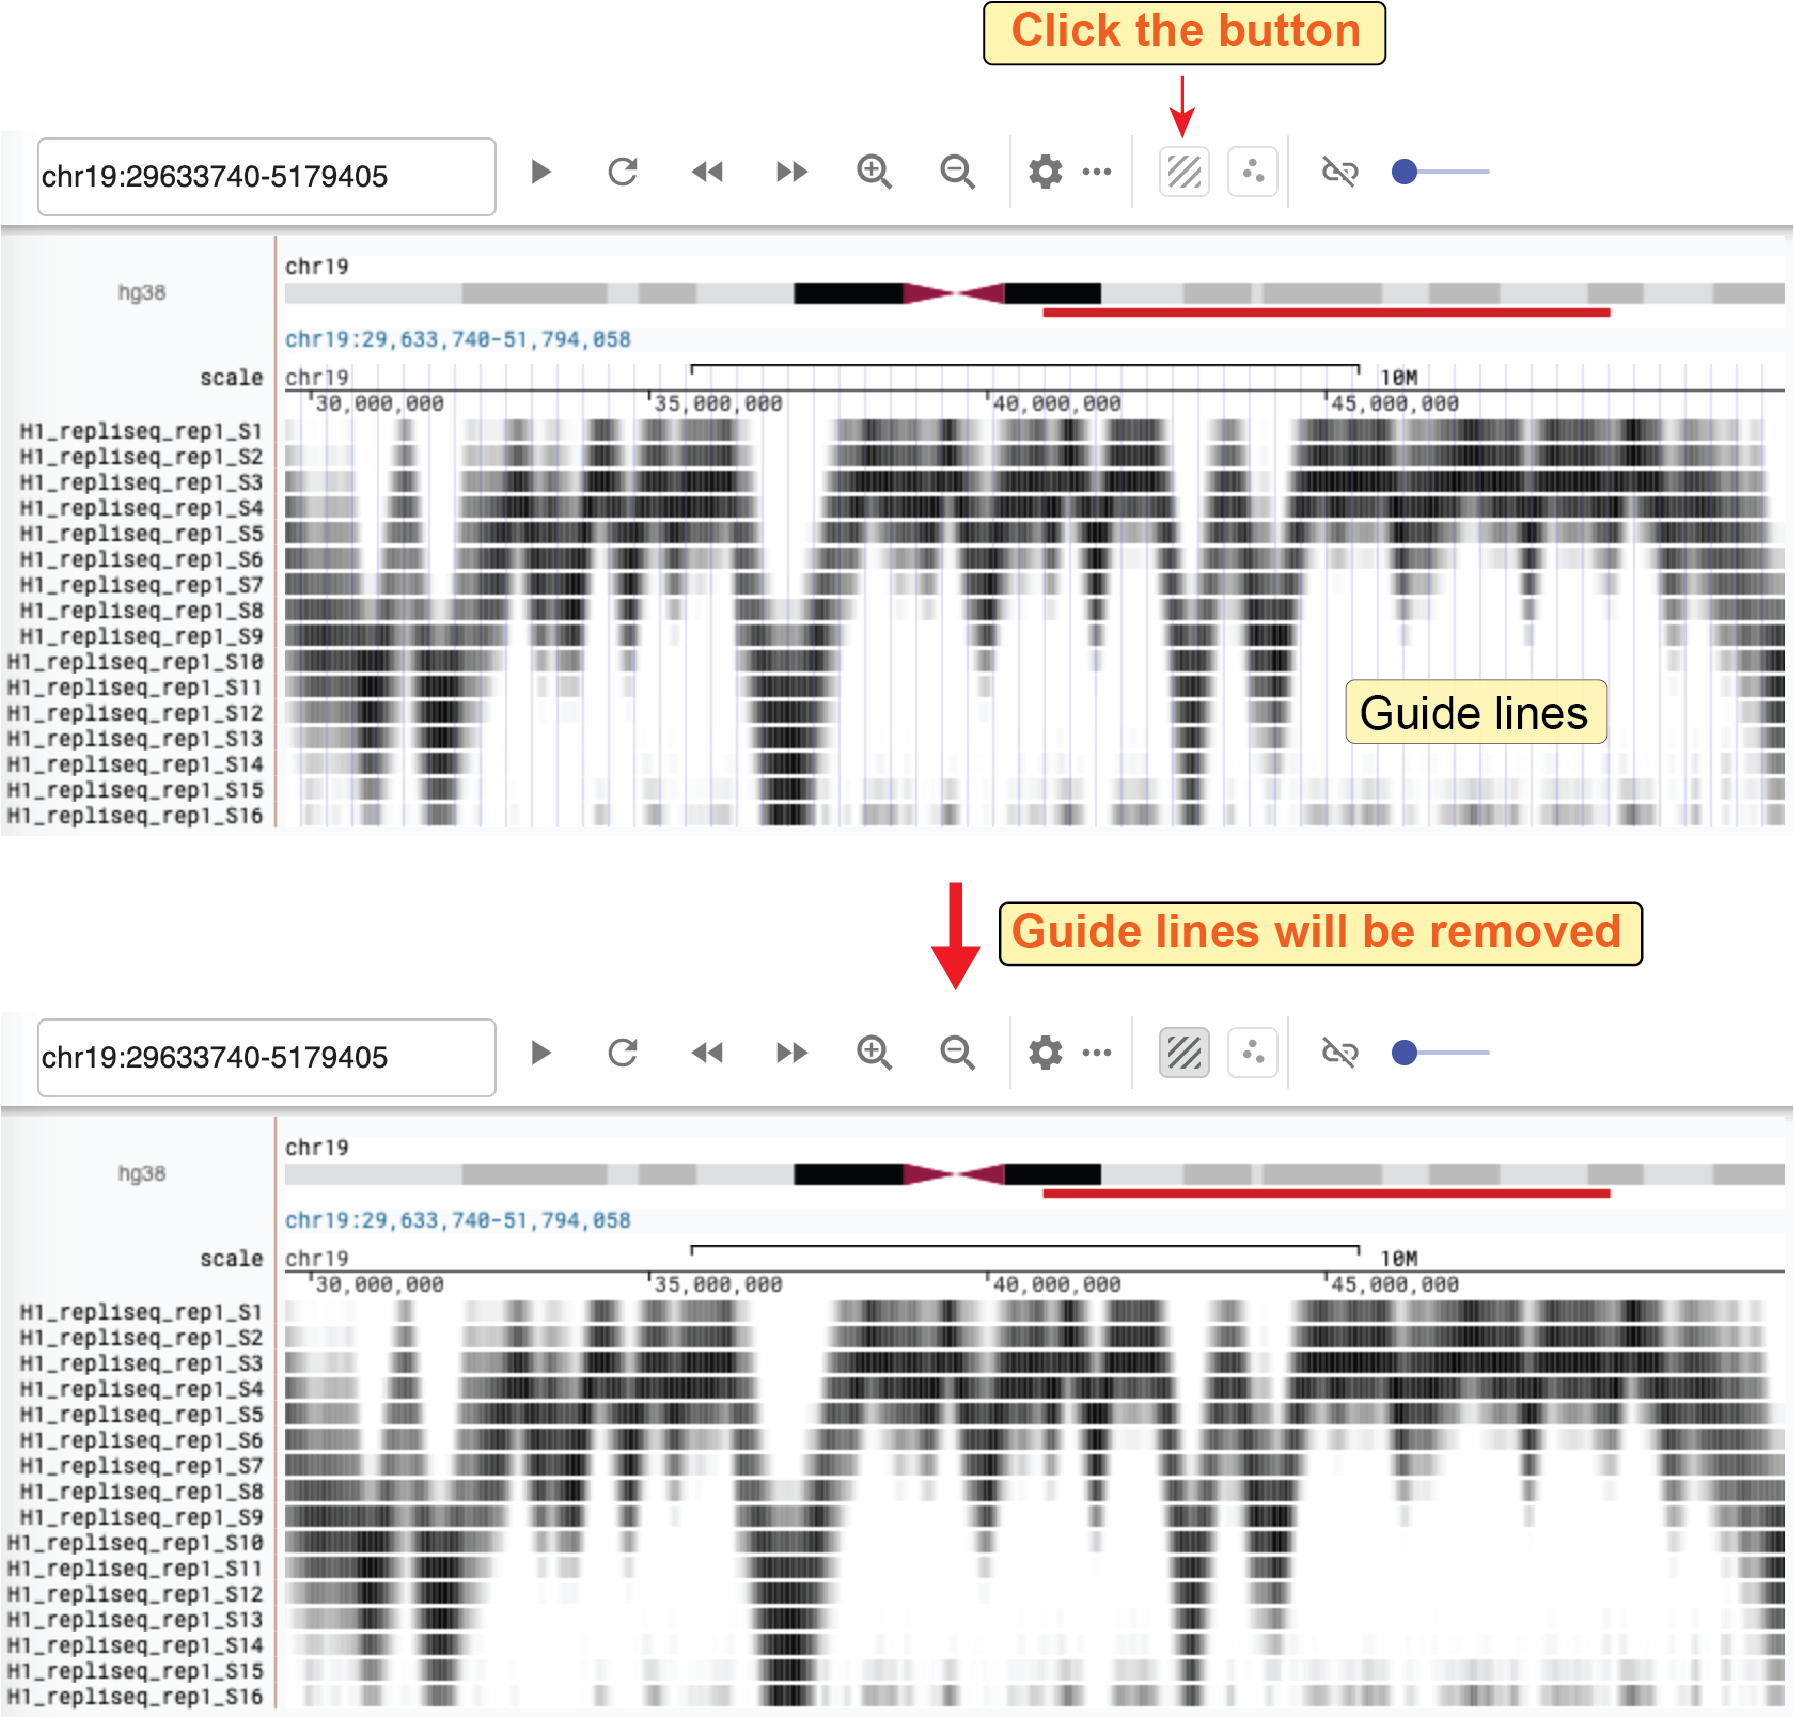 Click the button
chr19:29633740-5179405
chr19
hg38
chr19:29,633,740-51,794,058
scale
chr19
10M
30,000,000
35,000,000
40,000,000
45,000,000
H1_repliseq_rep1_S1
H1_repliseq_rep1_S2
H1_repliseq_rep1_S3
H1_repliseq_rep1_S4
H1_repliseq_rep1_S5
H1_repliseq_rep1_S6
H1_repliseq_rep1_S7
H1_repliseq_rep1_S8
H1_repliseq_rep1_S9
H1_repliseq_rep1_S10
H1_repliseq_rep1_S11
H1_repliseq_rep1_S12
Guide lines
H1_repliseq_rep1_S13
H1_repliseq_rep1_S14
H1_repliseq_rep1_S15
H1_repliseq_rep1_S16
Guide lines will be removed
chr19:29633740-5179405
chr19
hg38
chr19:29,633,740-51,794,058
scale
chr19
10M
30,000,000
35,000,000
40,000,000
45,000,000
H1_repliseq_rep1_S1
H1_repliseq_rep1_S2
H1_repliseq_rep1_S3
H1_repliseq_rep1_S4
H1_repliseq_rep1_S5
H1_repliseq_rep1_S6
H1_repliseq_rep1_S7
H1_repliseq_rep1_S8
H1_repliseq_rep1_S9
H1_repliseq_rep1_S10
H1_repliseq_rep1_S11
H1_repliseq_rep1_S12
H1_repliseq_rep1_S13
H1_repliseq_rep1_S14
H1_repliseq_rep1_S15
H1_repliseq_rep1_S16